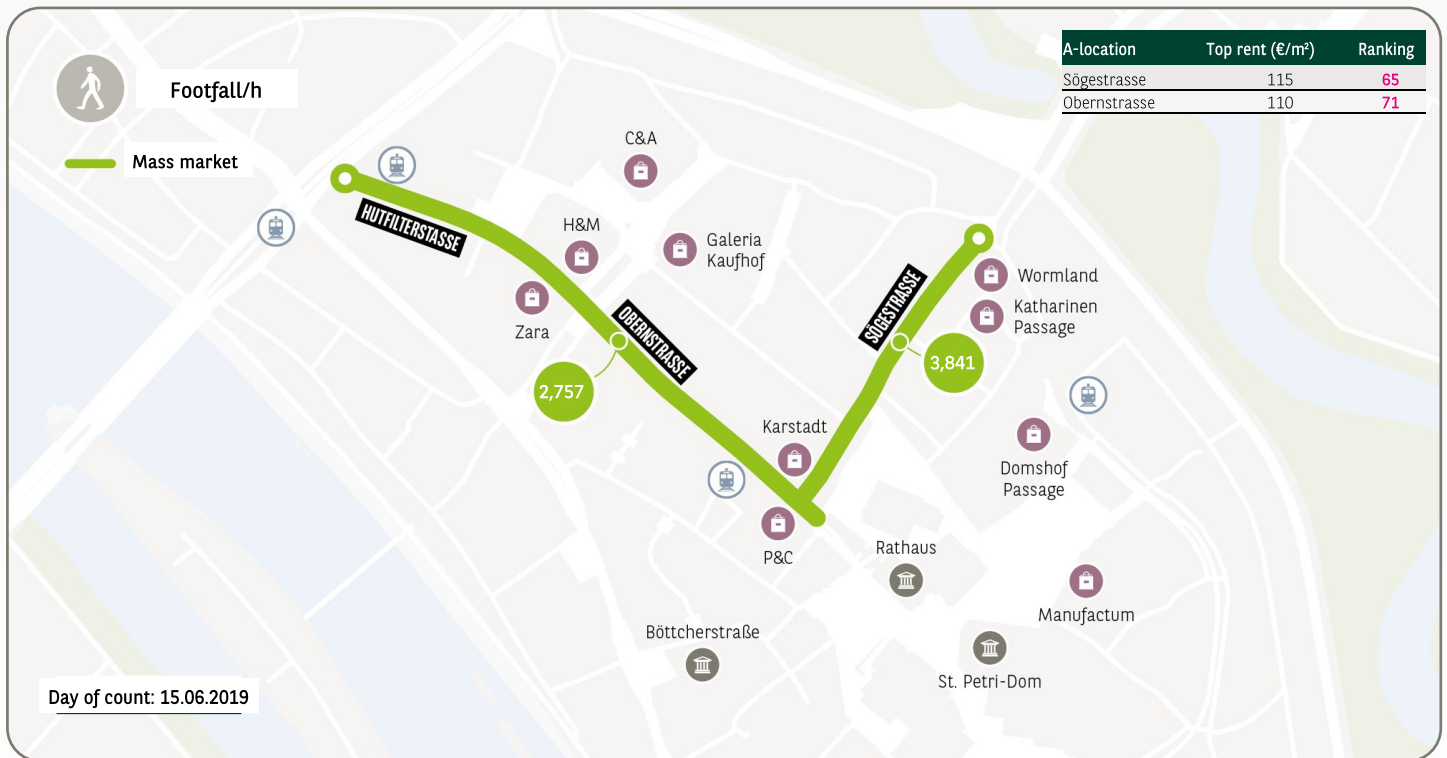 Footfall/h
Mass market
A-location Top rent (€/m²) Ranking
Sögestrasse 115 65
Obernstrasse 110 71
C&A
HUTFILTERSTASSE
H&M
Galeria
Kaufhof
Zara
OBERNSTRASSE
2,757
SÖGESTRASSE
Wormland
Katharinen
Passage
3,841
Karstadt
Domshof
Passage
P&C
Rathaus
Manufactum
Böttcherstraße
St. Petri-Dom
Day of count: 15.06.2019